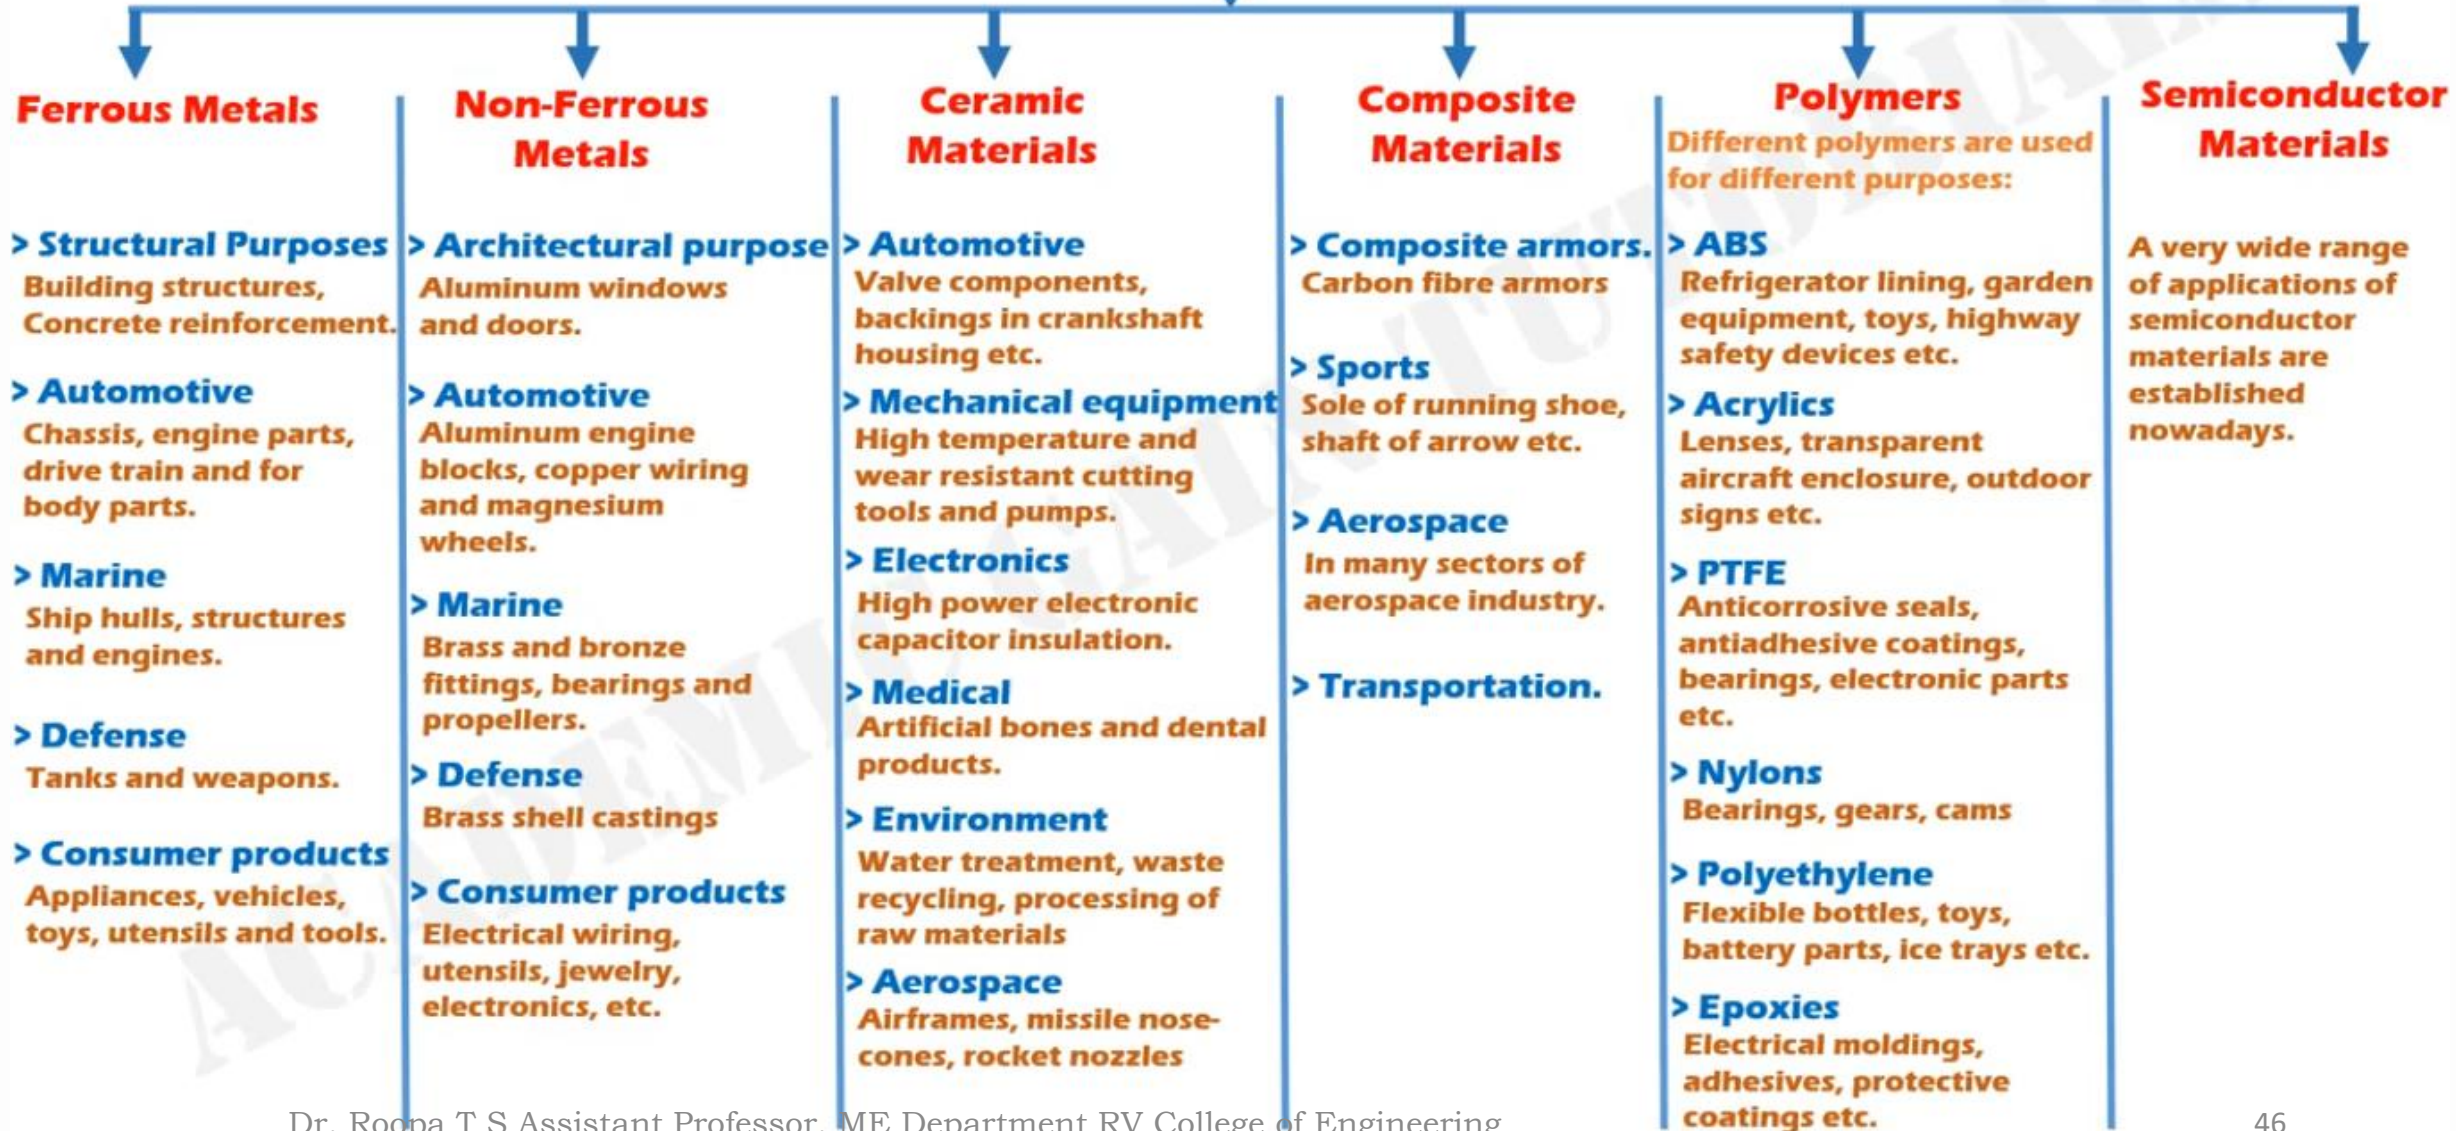 Ferrous Metals
> Structural Purposes
Building structures,
Concrete reinforcement.
> Automotive
Chassis, engine parts,
drive train and for
body parts.
> Marine
Ship hulls, structures
and engines.
> Defense
Tanks and weapons.
> Consumer products
Appliances, vehicles,
toys, utensils and tools.
Non-Ferrous
Metals
> Architectural purpose
Aluminum windows
and doors.
> Automotive
Aluminum engine
blocks, copper wiring
and magnesium
wheels.
> Marine
Brass and bronze
fittings, bearings and
propellers.
> Defense
Brass shell castings
> Consumer products
Electrical wiring,
utensils, jewelry,
electronics, etc.
Ceramic
Materials
> Automotive
Valve components,
backings in crankshaft
housing etc.
> Mechanical equipment
High temperature and
wear resistant cutting
tools and pumps.
> Electronics
High power electronic
capacitor insulation.
> Medical
Artificial bones and dental
products.
> Environment
Water treatment, waste
recycling, processing of
raw materials
> Aerospace
Airframes, missile nose-
cones, rocket nozzles
Composite
Materials
> Composite armors.
Carbon fibre armors
> Sports
Sole of running shoe,
shaft of arrow etc.
> Aerospace
In many sectors of
aerospace industry.
> Transportation.
Polymers
Different polymers are used
for different purposes:
> ABS
Refrigerator lining, garden
equipment, toys, highway
safety devices etc.
> Acrylics
Lenses, transparent
aircraft enclosure, outdoor
signs etc.
> PTFE
Anticorrosive seals,
antiadhesive coatings,
bearings, electronic parts
etc.
> Nylons
Bearings, gears, cams
> Polyethylene
Flexible bottles, toys,
battery parts, ice trays etc.
> Epoxies
Electrical moldings,
adhesives, protective
coatings etc.
Semiconductor
Materials
A very wide range
of applications of
semiconductor
materials are
established
nowadays.
ACADEMIC GAIN TUTORIALS
Dr. Roopa T S Assistant Professor, ME Department RV College of Engineering
46